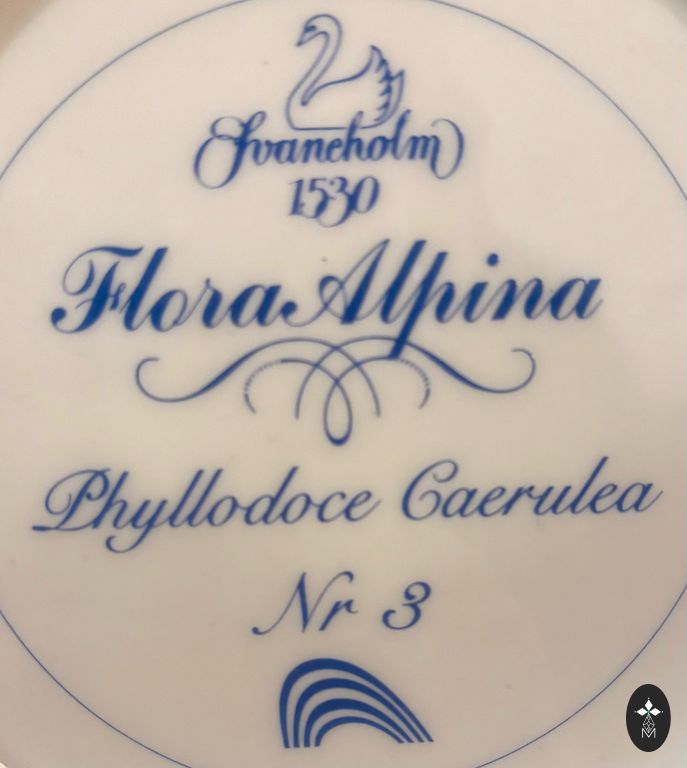 Svaneholm
1530
Flora Alpina
Phyllodoce Caerulea
Nr 3
M